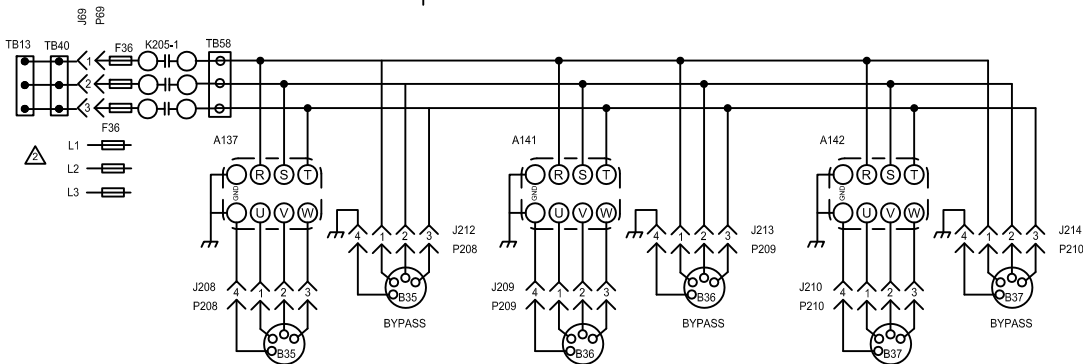 J69 P69
TB13 TB40 F36 K205-1 TB58
1
2
3
F36
2
L1
L2
L3
A137 A141 A142
R S T R S T R S T
GND GND GND
U V W U V W U V W
4 1 2 3 J212 4 1 2 3 J213 4 1 2 3 J214
P208 P209 P210
J208 4 1 2 3 B35 J209 4 1 2 3 B36 J210 4 1 2 3 B37
P208 P209 P210
BYPASS BYPASS BYPASS
B35 B36 B37